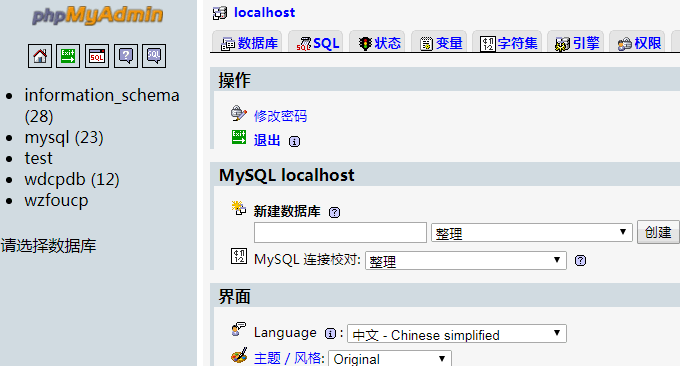 phpMyAdmin
SQL
SQL
information_schema
(28)
mysql (23)
test
wdcpdb (12)
wzfoucp
请选择数据库
localhost
数据库 SQL 状态 变量 字符集 引擎 权限
操作
修改密码
Exit 退出
MySQL localhost
新建数据库
整理 创建
MySQL 连接校对: 整理
界面
Language : 中文 - Chinese simplified
主题 / 风格: Original